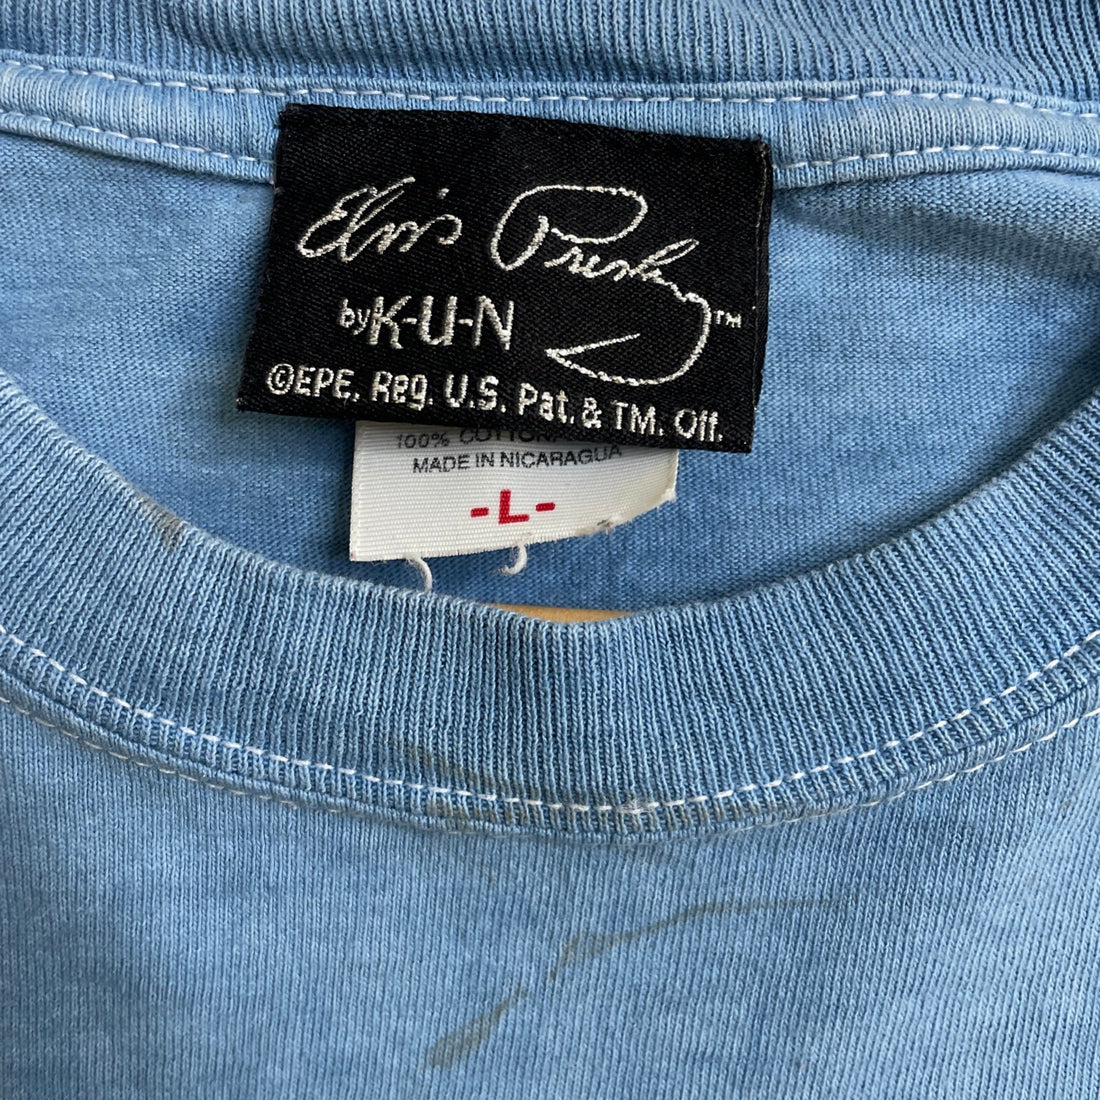 Elvis Presley
by K-U-N ™
©EPE. Reg. U.S. Pat. & TM. Off.
100% COTTON
MADE IN NICARAGUA
-L-